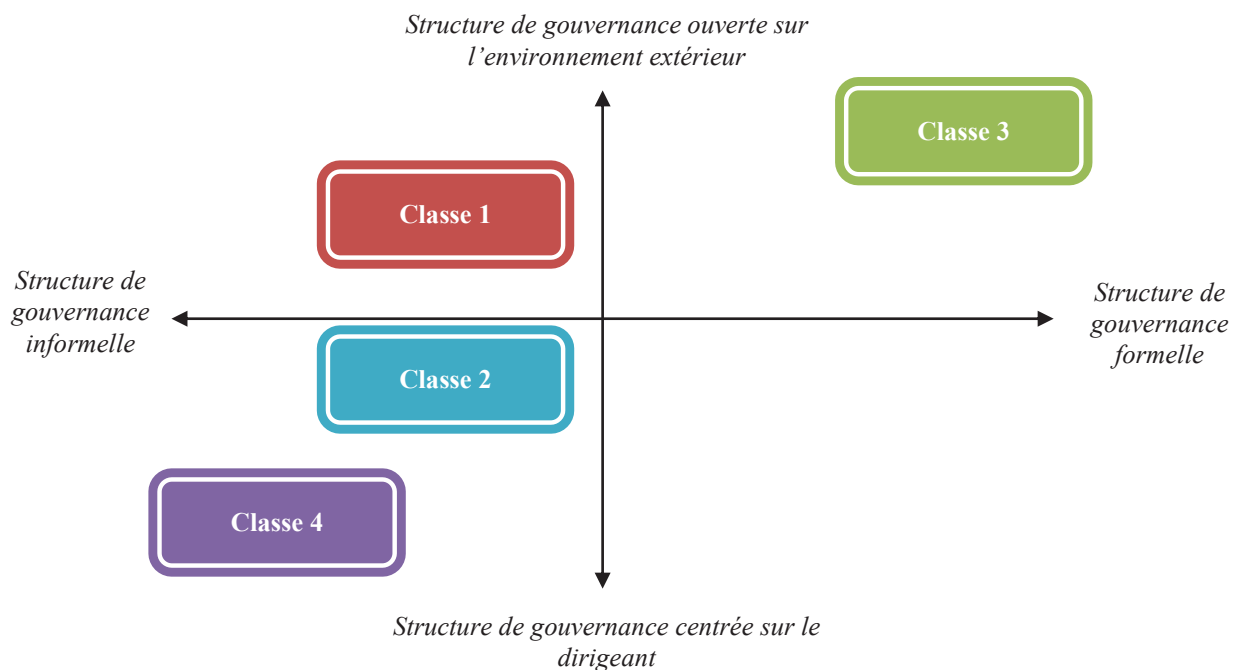 Structure de gouvernance ouverte sur
l’environnement extérieur
Classe 3
Classe 1
Structure de
gouvernance
informelle
Structure de
gouvernance
formelle
Classe 2
Classe 4
Structure de gouvernance centrée sur le
dirigeant